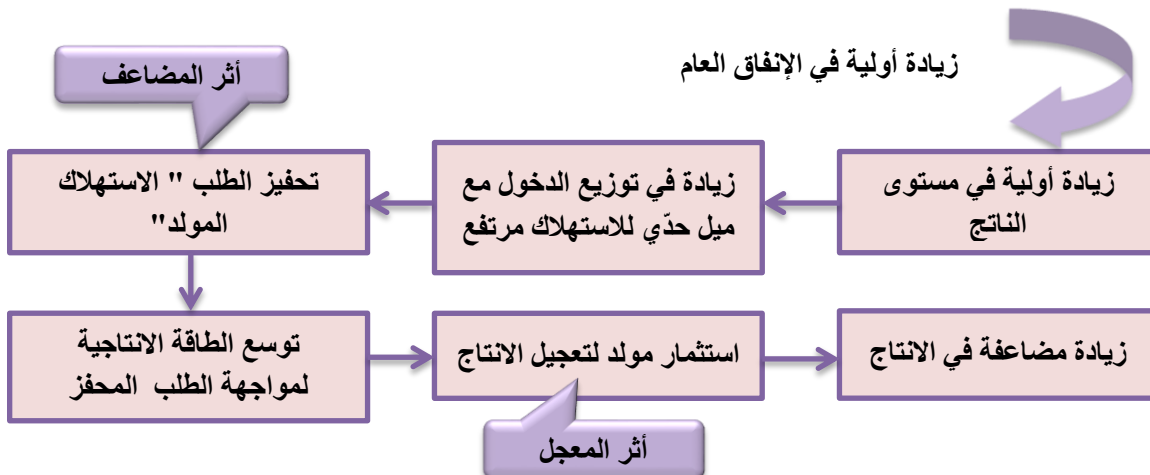 زيادة أولية في الإنفاق العام
أثر المضاعف
زيادة أولية في مستوى
الناتج
زيادة في توزيع الدخول مع
ميل حدّي للاستهلاك مرتفع
تحفيز الطلب " الاستهلاك
المولد"
توسع الطاقة الانتاجية
لمواجهة الطلب المحفز
استثمار مولد لتعجيل الانتاج
زيادة مضاعفة في الانتاج
أثر المعجل